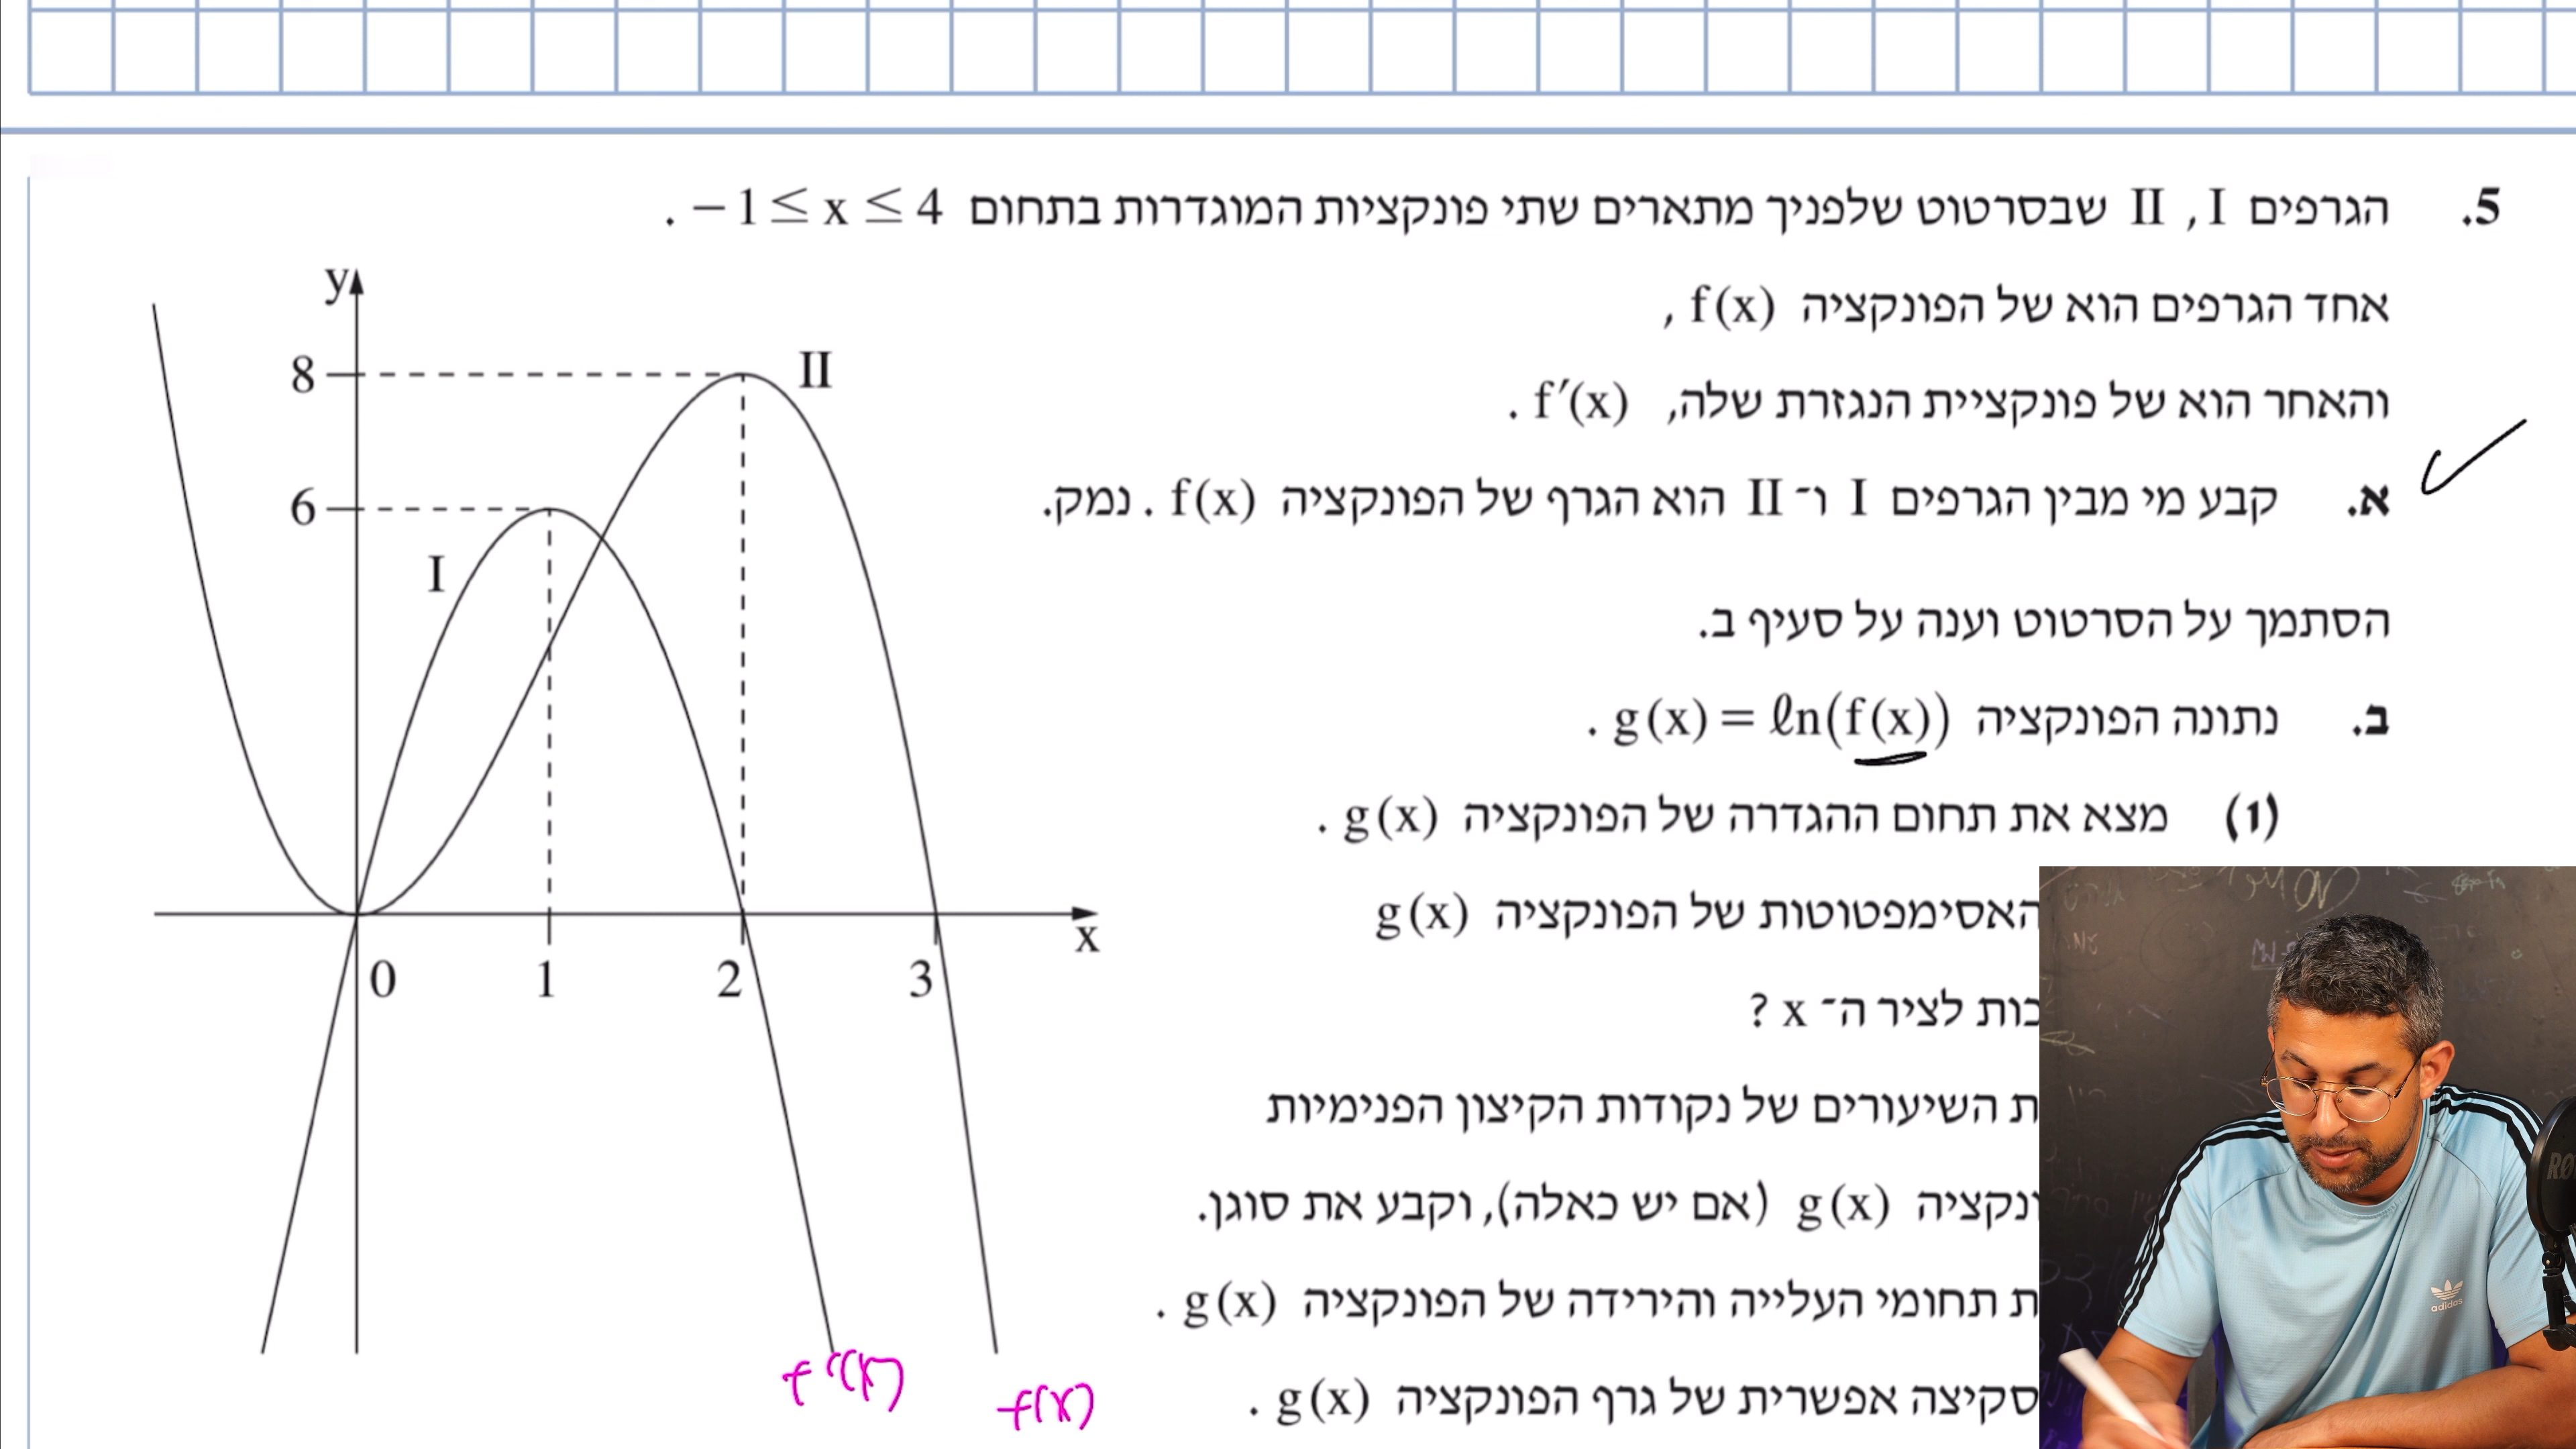 5. הגרפים I , II שבסרטוט שלפניך מתארים שתי פונקציות המוגדרות בתחום −1 ≤ x ≤ 4 .
אחד הגרפים הוא של הפונקציה f(x) ,
והאחר הוא של פונקציית הנגזרת שלה, f′(x) .
א. קבע מי מבין הגרפים I ו־ II הוא הגרף של הפונקציה f(x) . נמק.
הסתמך על הסרטוט וענה על סעיף ב.
ב. נתונה הפונקציה g(x) = ℓn(f(x)) .
(1) מצא את תחום ההגדרה של הפונקציה g(x) .
האסימפטוטות של הפונקציה g(x)
לציר ה־ x ?
השיעורים של נקודות הקיצון הפנימיות
g(x) (אם יש כאלה), וקבע את סוגן.
תחומי העלייה והירידה של הפונקציה g(x) .
סקיצה אפשרית של גרף הפונקציה g(x) .
y
8
II
6
I
x
0 1 2 3
f(x)
adidas